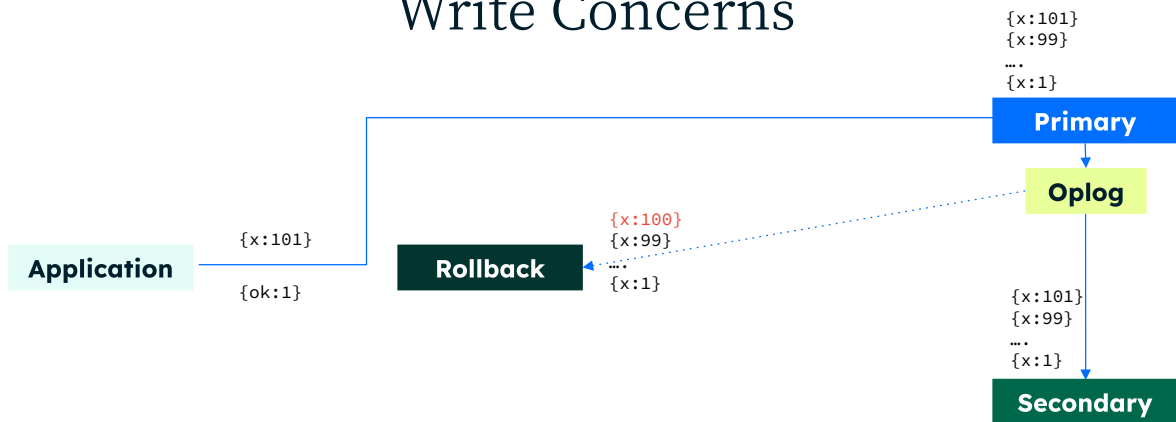 Write Concerns
{x:101}
{x:99}
….
{x:1}
Primary
Oplog
{x:100}
{x:99}
….
{x:1}
{x:101}
Application
{ok:1}
Rollback
{x:101}
{x:99}
….
{x:1}
Secondary